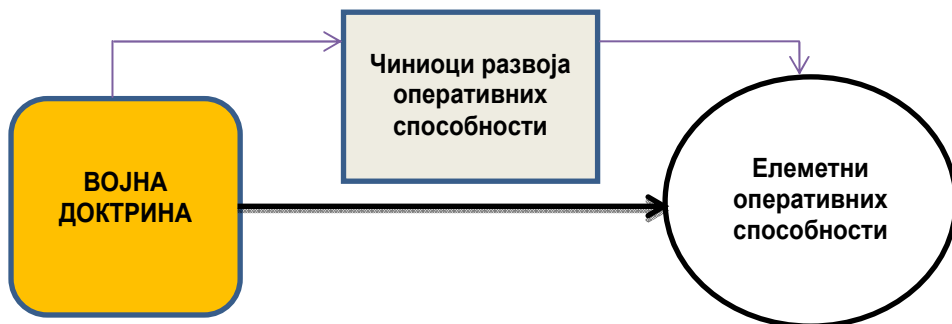 Чиниоци развоја
оперативних
способности
ВОЈНА
ДОКТРИНА
Елеметни
оперативних
способности